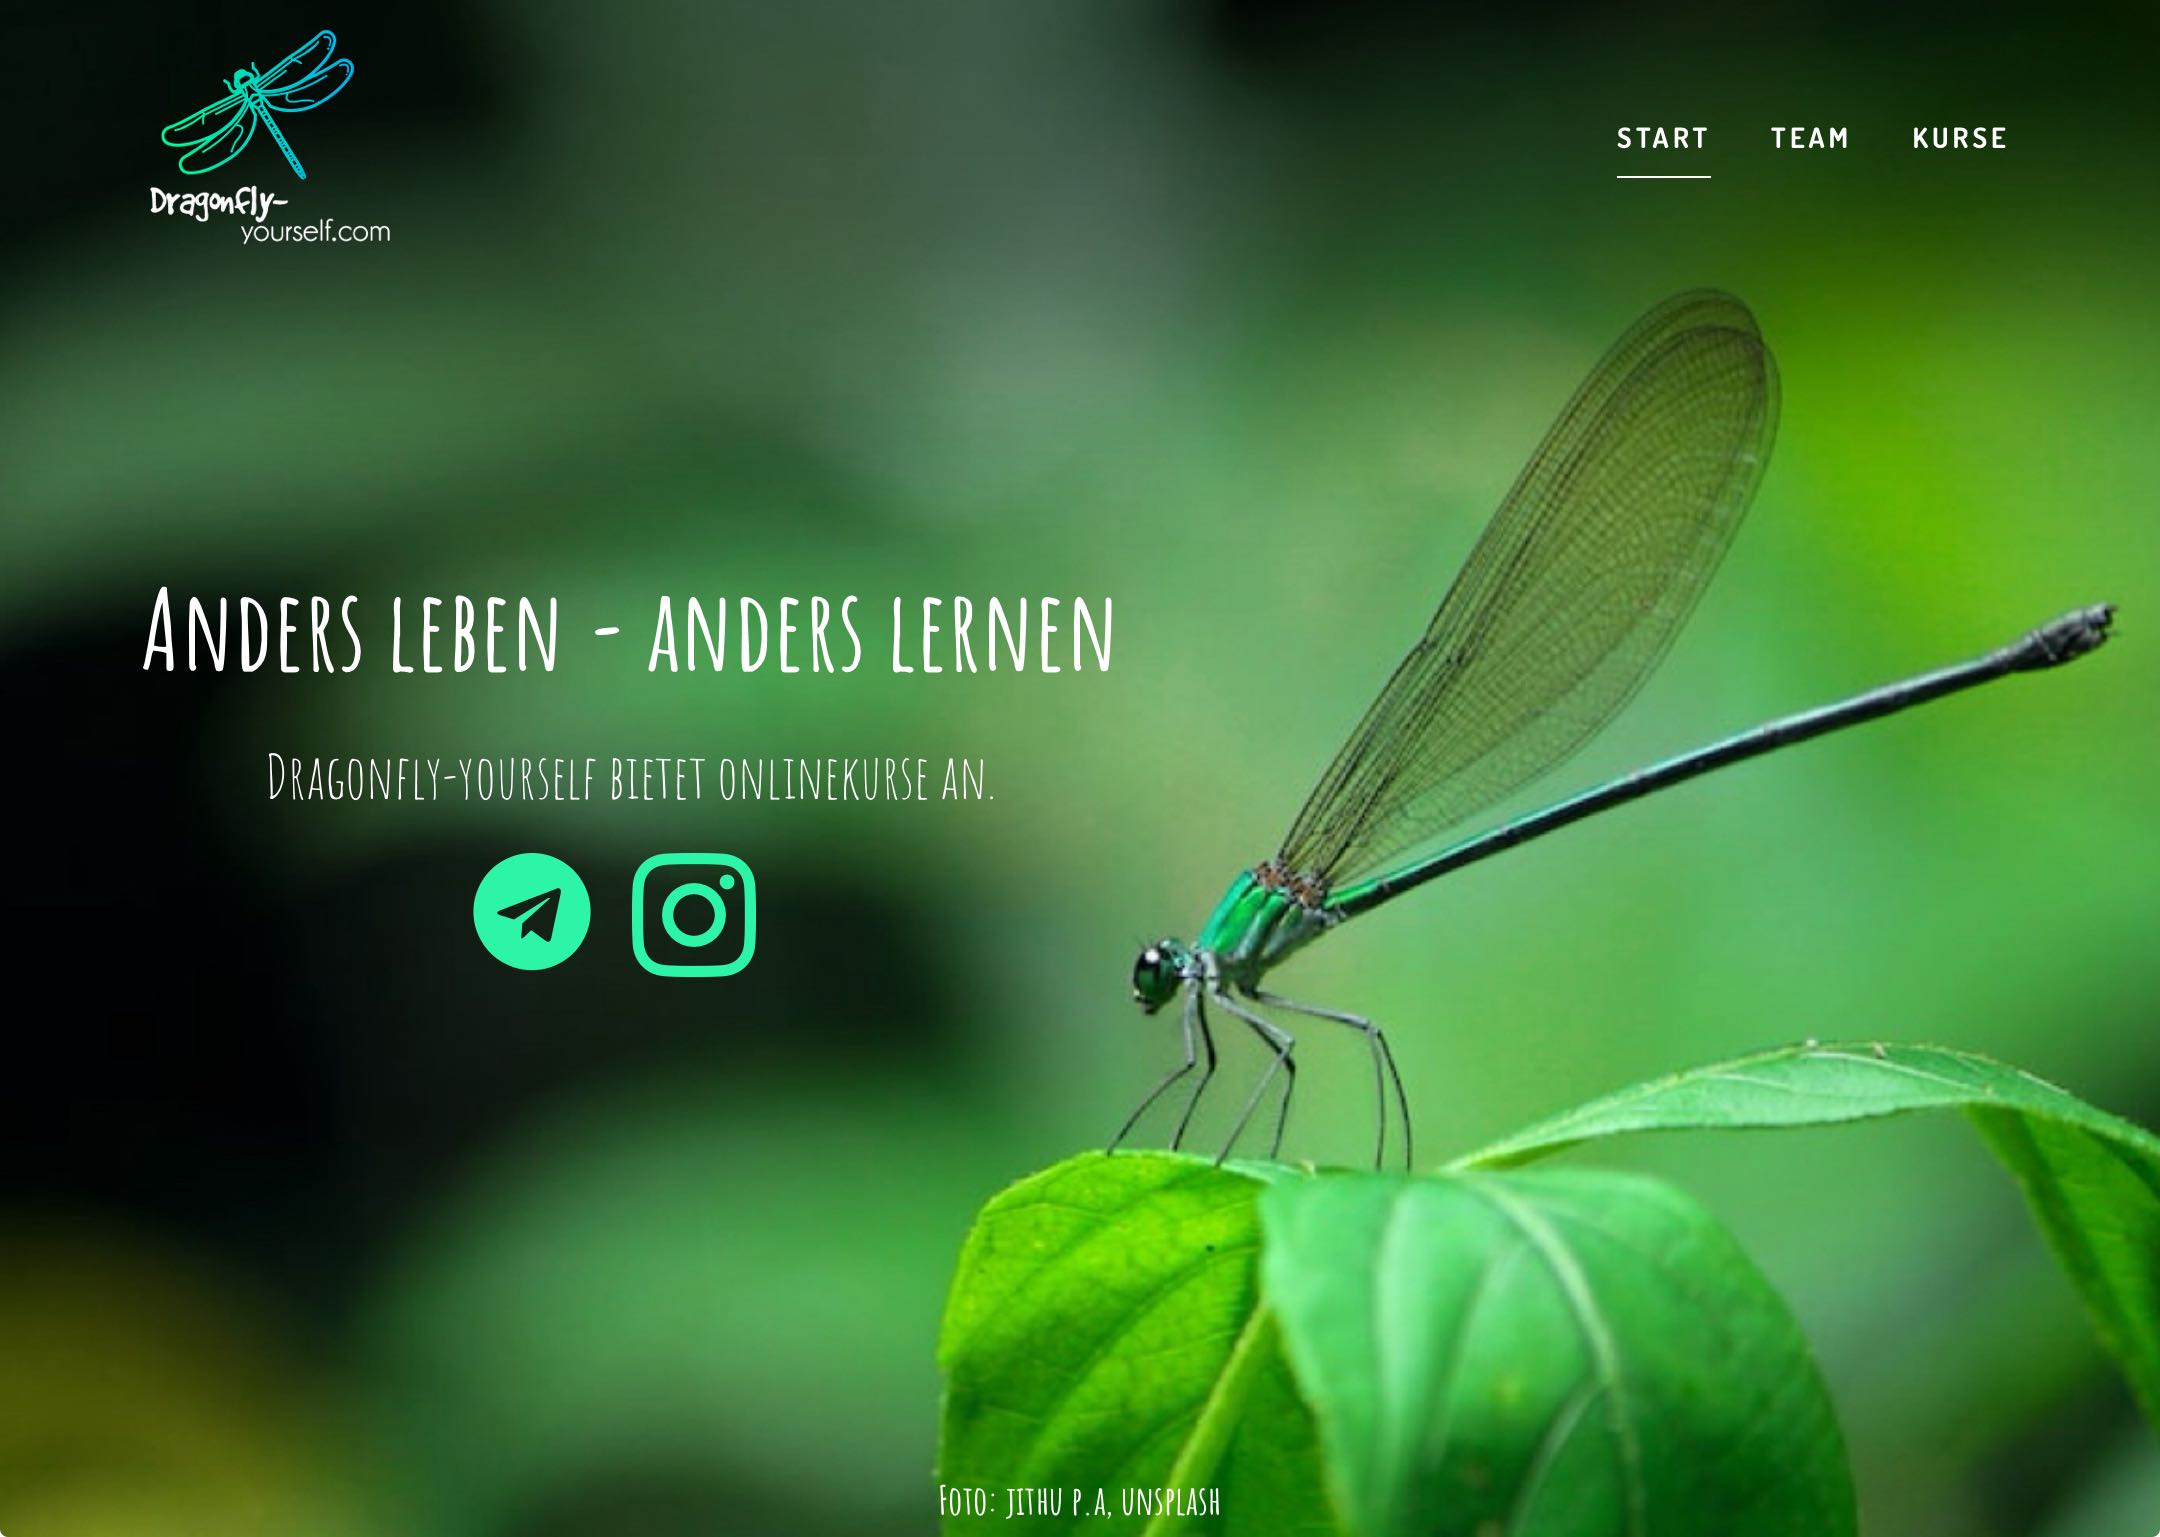 Dragonfly-
yourself.com
START TEAM KURSE
Anders leben - anders lernen
Dragonfly-yourself bietet onlinekurse an.
Foto: jithu p.a, unsplash